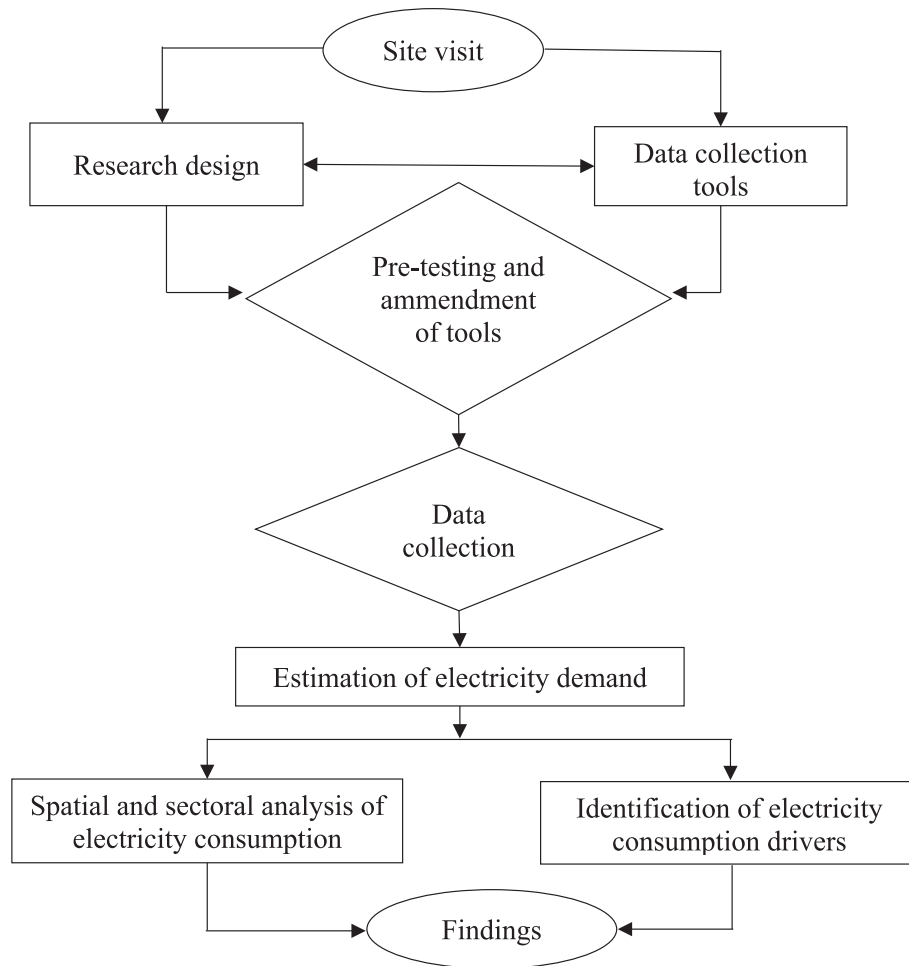 Site visit
Research design
Data collection
tools
Pre-testing and
ammendment
of tools
Data
collection
Estimation of electricity demand
Spatial and sectoral analysis of
electricity consumption
Identification of electricity
consumption drivers
Findings